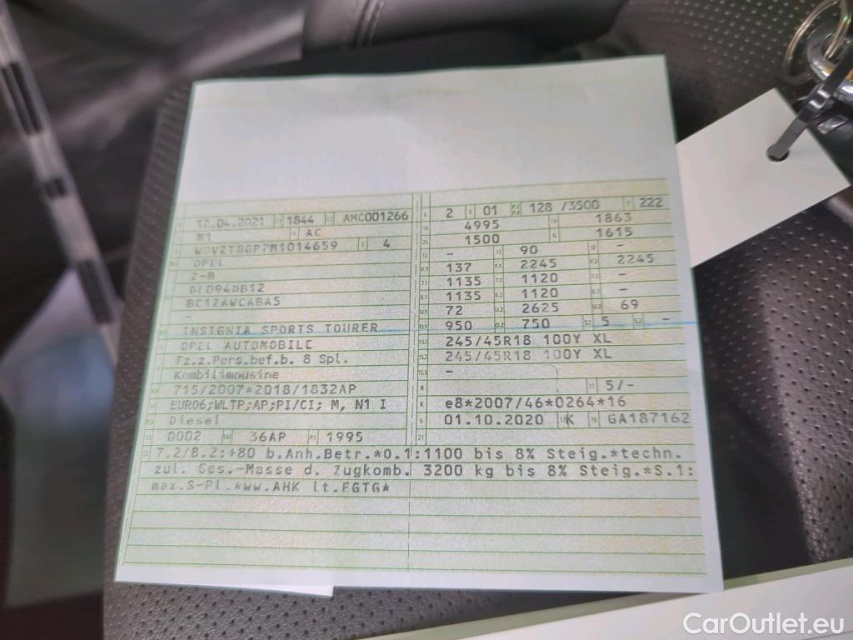 12.04.2021 1844 AMC001266
M1 AC
W0VZT8GP7M1014659 4
OPEL
Z-B
DFD94DB12
BC1ZAWCABA5
-
INSIGNIA SPORTS TOURER
OPEL AUTOMOBILE
Fz.z.Pers.bef.b. 8 Spl.
Kombilimousine
715/2007*2018/1832AP
EURO6;WLTP;AP;PI/CI; M, N1 I
Diesel
0002 36AP 1995
2 01 128 /3500 222
4995 1863
1500 1615
- 90 -
137 2245 2245
1135 1120 -
1135 1120 -
72 2625 69
950 750 5 -
245/45R18 100Y XL
245/45R18 100Y XL
-
5/-
e8*2007/46*0264*16
01.10.2020 K GA187162
7.2/8.2:+80 b.Anh.Betr.*O.1:1100 bis 8% Steig.*techn.
zul. Ges.-Masse d. Zugkomb. 3200 kg bis 8% Steig.*S.1:
max.S-Pl.*ww.AHK lt.EGTG*
CarOutlet.eu